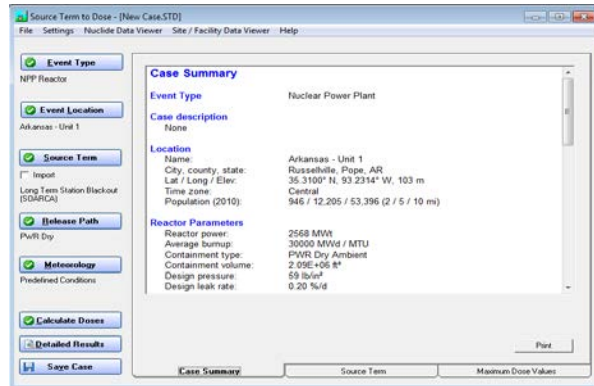 Source Term to Dose - [New Case.STD]
File Settings Nuclide Data Viewer Site / Facility Data Viewer Help
Event Type
NPP Reactor
Event Location
Arkansas - Unit 1
Source Term
Import
Long Term Station Blackout
(SOARCA)
Release Path
PWR Dry
Meteorology
Predefined Conditions
Calculate Doses
Detailed Results
Save Case
Case Summary
Event Type Nuclear Power Plant
Case description
None
Location
Name: Arkansas - Unit 1
City, county, state: Russellville, Pope, AR
Lat / Long / Elev: 35.3100° N, 93.2314° W, 103 m
Time zone: Central
Population (2010): 946 / 12,205 / 53,396 (2 / 5 / 10 mi)
Reactor Parameters
Reactor power: 2568 MWt
Average burnup: 30000 MWd / MTU
Containment type: PWR Dry Ambient
Containment volume: 2.09E+06 ft³
Design pressure: 59 lb/in²
Design leak rate: 0.20 %/d
Print
Case Summary Source Term Maximum Dose Values